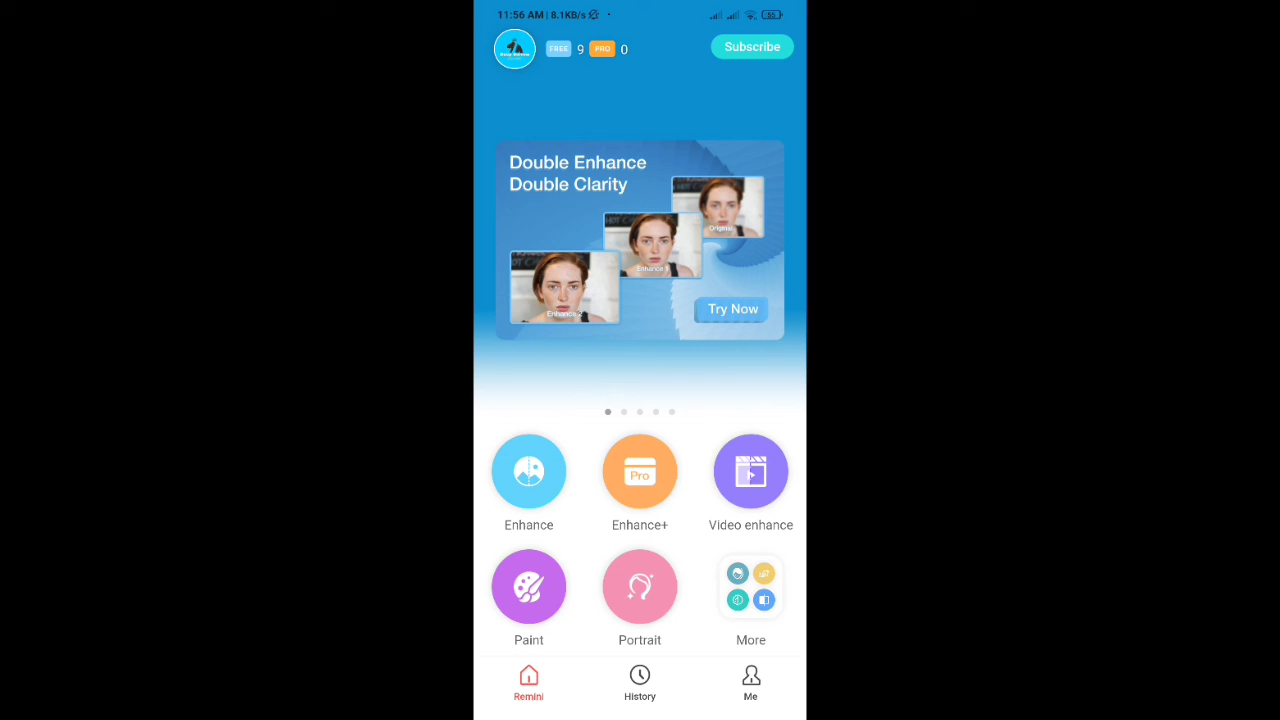 11:56 AM | 8.1KB/s
55
FREE 9 PRO 0
Subscribe
Double Enhance
Double Clarity
Original
Enhance 1
Enhance 2
Try Now
Pro
Enhance
Enhance+
Video enhance
Paint
Portrait
More
Remini
History
Me